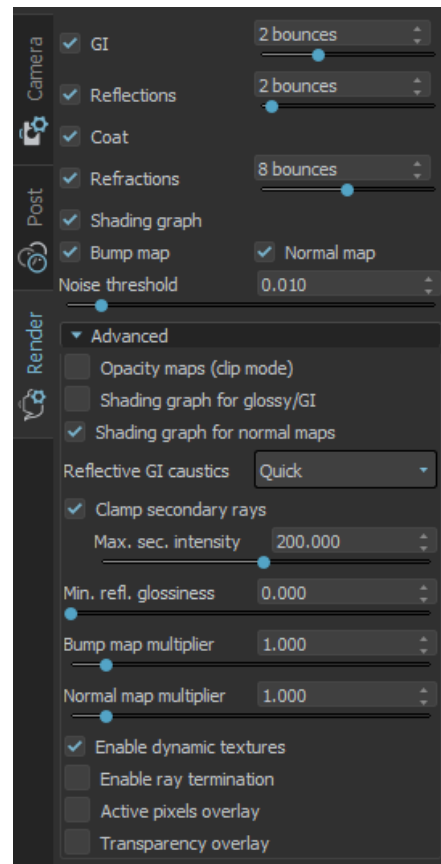 Camera
Post
Render
GI 2 bounces
Reflections 2 bounces
Coat
Refractions 8 bounces
Shading graph
Bump map Normal map
Noise threshold 0.010
Advanced
Opacity maps (clip mode)
Shading graph for glossy/GI
Shading graph for normal maps
Reflective GI caustics Quick
Clamp secondary rays
Max. sec. intensity 200.000
Min. refl. glossiness 0.000
Bump map multiplier 1.000
Normal map multiplier 1.000
Enable dynamic textures
Enable ray termination
Active pixels overlay
Transparency overlay